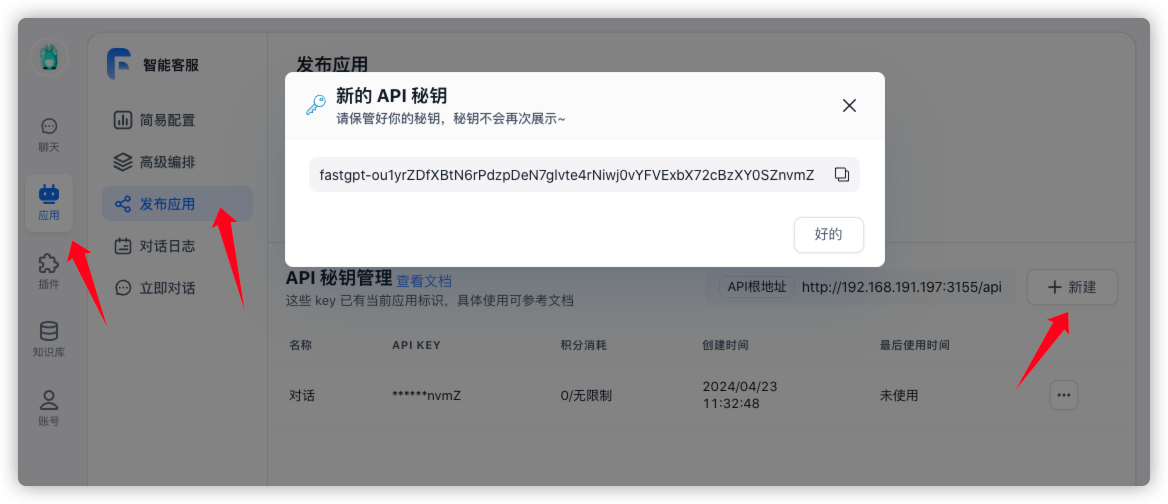 智能客服
发布应用
新的 API 秘钥
请保管好你的秘钥，秘钥不会再次展示~
简易配置
聊天
高级编排
fastgpt-ou1yrZDfXBtN6rPdzpDeN7glvte4rNiwj0vYFVExbX72cBzXY0SZnvmZ
发布应用
应用
好的
对话日志
插件
立即对话
API 秘钥管理 查看文档
API根地址 http://192.168.191.197:3155/api
新建
这些 key 已有当前应用标识，具体使用可参考文档
知识库
名称 API KEY 积分消耗 创建时间 最后使用时间
对话 ******nvmZ 0/无限制 2024/04/23 未使用
11:32:48
账号